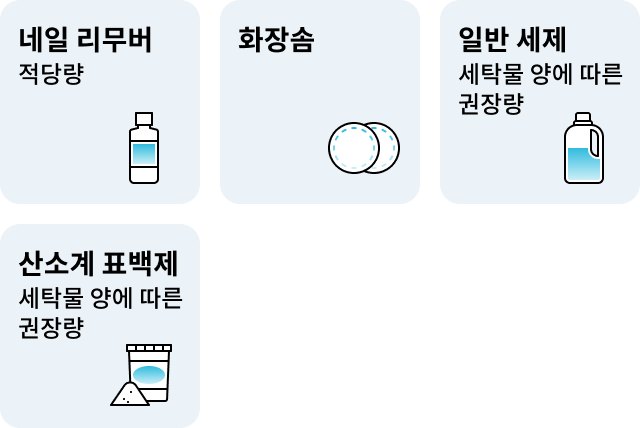 네일 리무버
적당량
화장솜
일반 세제
세탁물 양에 따른
권장량
산소계 표백제
세탁물 양에 따른
권장량